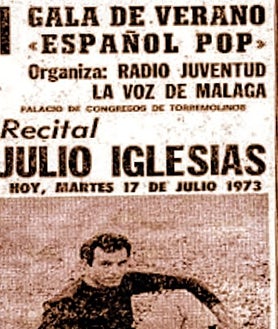 GALA DE VERANO
«ESPAÑOL POP»
Organiza: RADIO JUVENTUD
LA VOZ DE MALAGA
PALACIO DE CONGRESOS DE TORREMOLINOS
Recital
JULIO IGLESIAS
HOY, MARTES 17 DE JULIO 1973